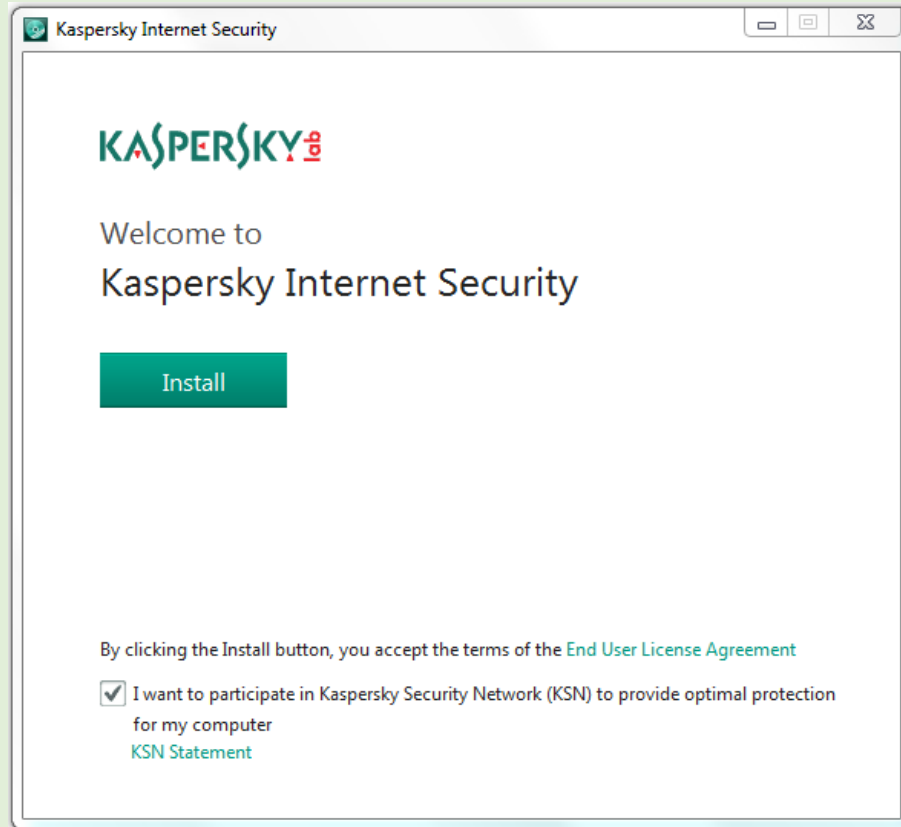 Kaspersky Internet Security
KASPERSKY lab
Welcome to
Kaspersky Internet Security
Install
By clicking the Install button, you accept the terms of the End User License Agreement
I want to participate in Kaspersky Security Network (KSN) to provide optimal protection
for my computer
KSN Statement